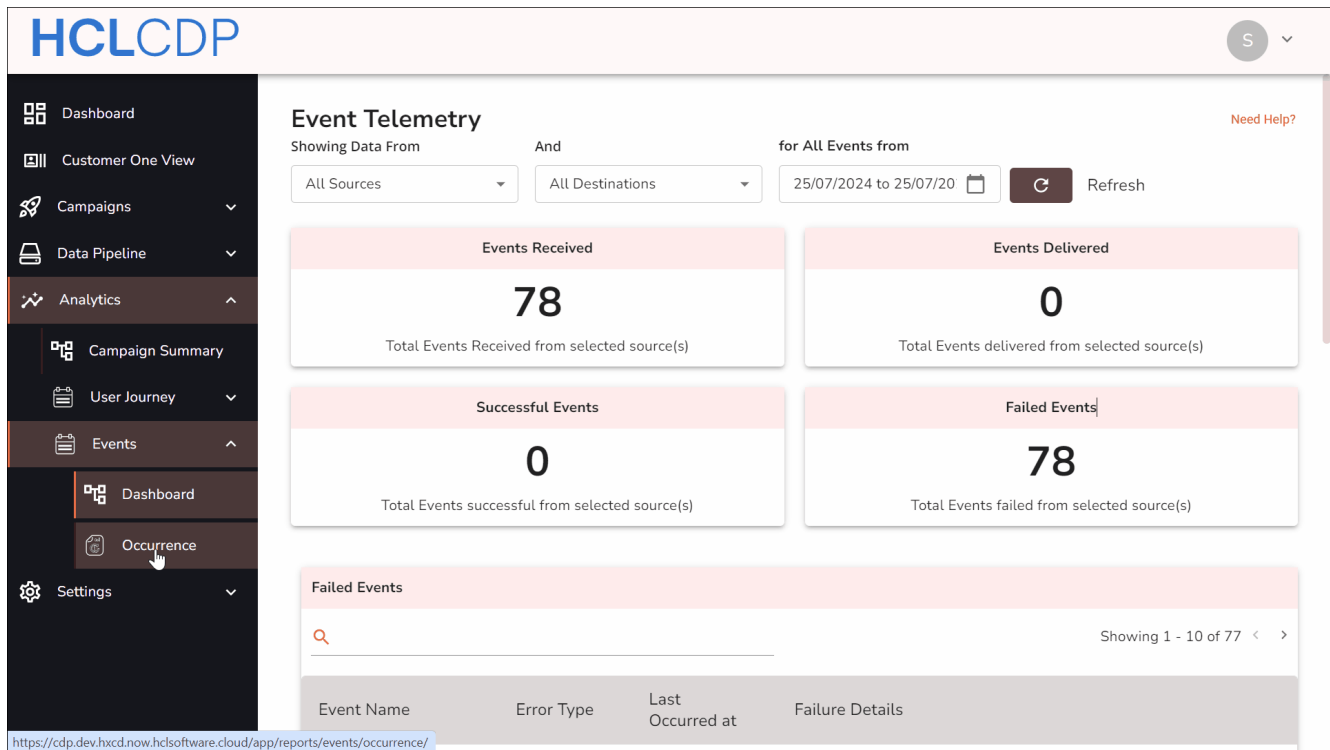 HCLCDP
S
Dashboard
Customer One View
Campaigns
Data Pipeline
Analytics
Campaign Summary
User Journey
Events
Dashboard
Occurrence
Settings
Event Telemetry
Need Help?
Showing Data From
And
for All Events from
All Sources
All Destinations
25/07/2024 to 25/07/20
Refresh
Events Received
78
Total Events Received from selected source(s)
Events Delivered
0
Total Events delivered from selected source(s)
Successful Events
0
Total Events successful from selected source(s)
Failed Events
78
Total Events failed from selected source(s)
Failed Events
Showing 1 - 10 of 77
Event Name
Error Type
Last
Occurred at
Failure Details
https://cdp.dev.hxcd.now.hclsoftware.cloud/app/reports/events/occurrence/